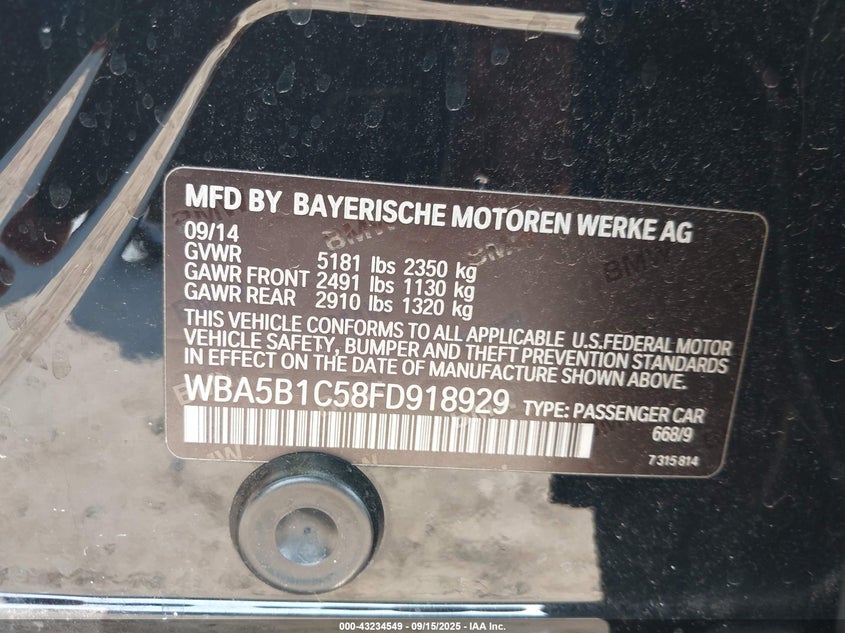 MFD BY BAYERISCHE MOTOREN WERKE AG
09/14
GVWR 5181 lbs 2350 kg
GAWR FRONT 2491 lbs 1130 kg
GAWR REAR 2910 lbs 1320 kg
THIS VEHICLE CONFORMS TO ALL APPLICABLE U.S.FEDERAL MOTOR
VEHICLE SAFETY, BUMPER AND THEFT PREVENTION STANDARDS
IN EFFECT ON THE DATE OF MANUFACTURE SHOWN ABOVE.
WBA5B1C58FD918929 TYPE: PASSENGER CAR
668/9
7 315 814
000-43234549 - 09/15/2025 - IAA Inc.